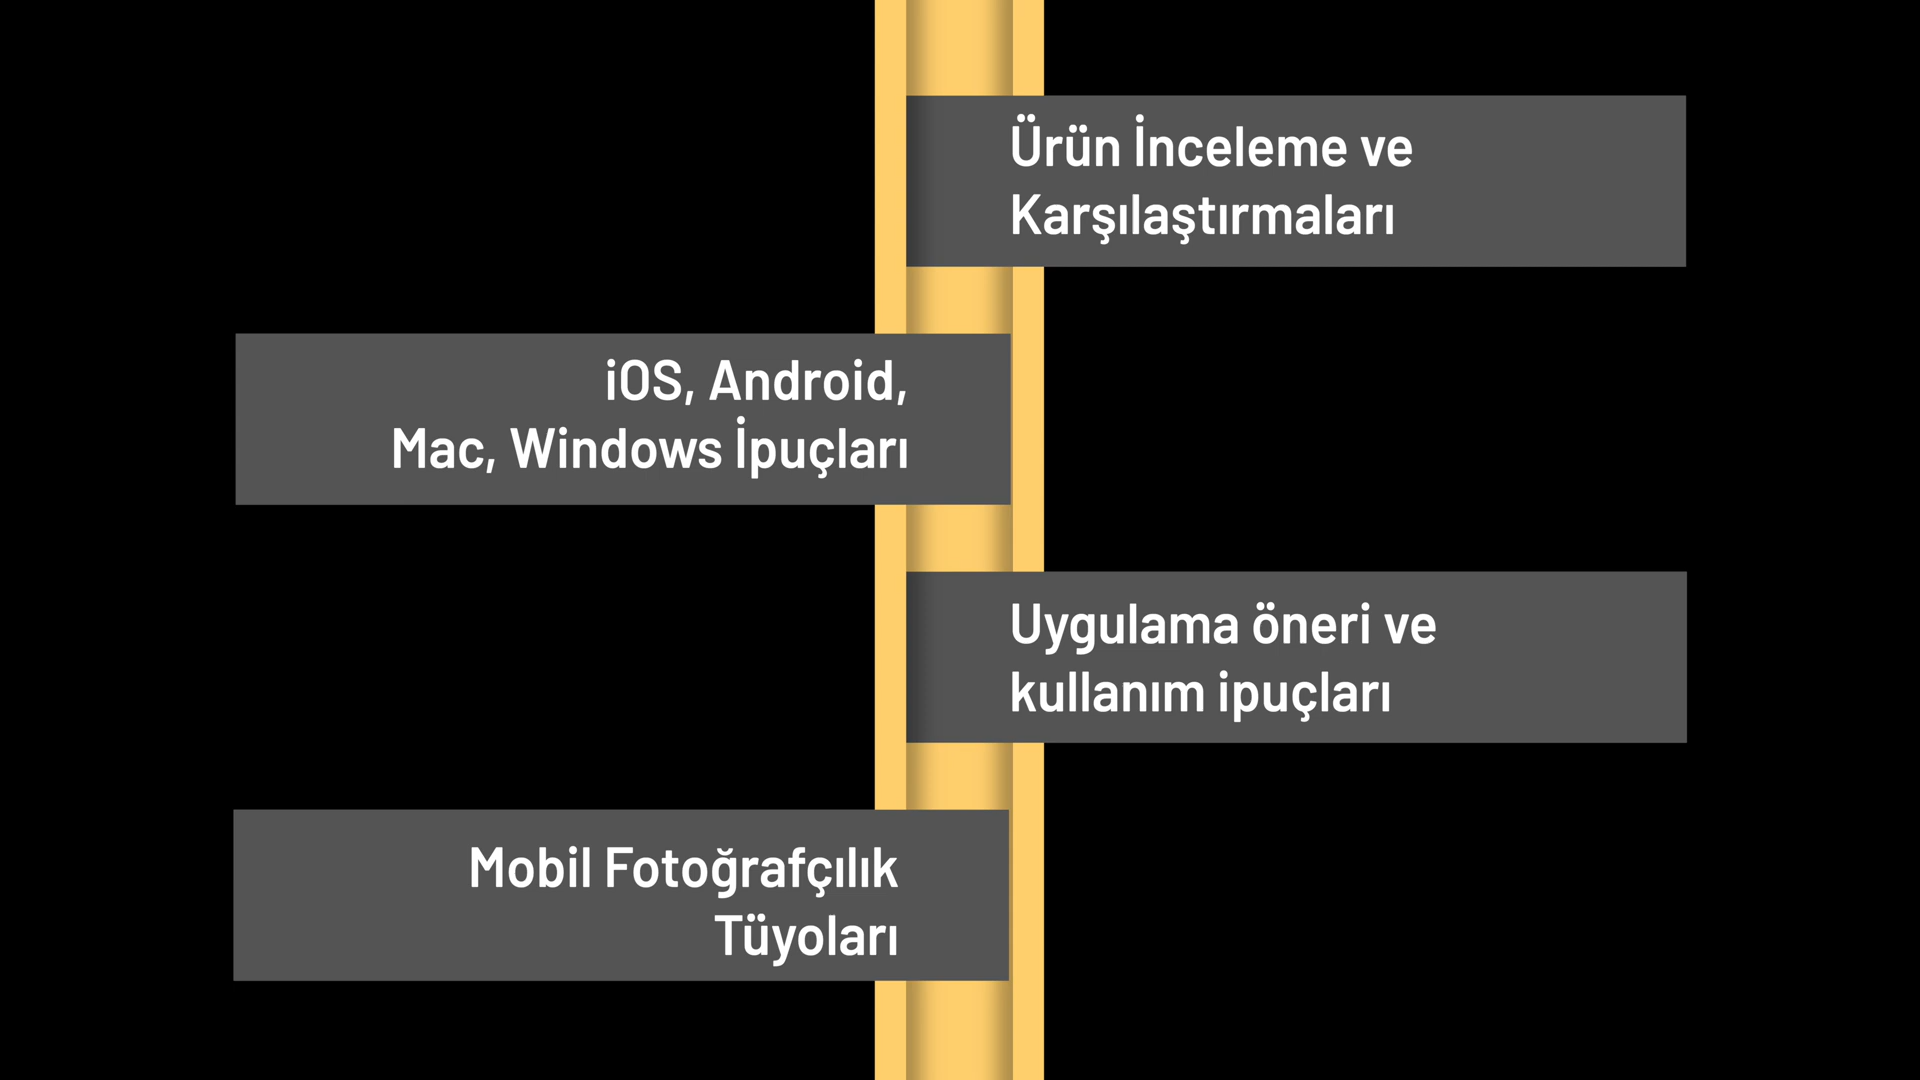 Ürün İnceleme ve
Karşılaştırmaları
iOS, Android,
Mac, Windows İpuçları
Uygulama öneri ve
kullanım ipuçları
Mobil Fotoğrafçılık
Tüyoları